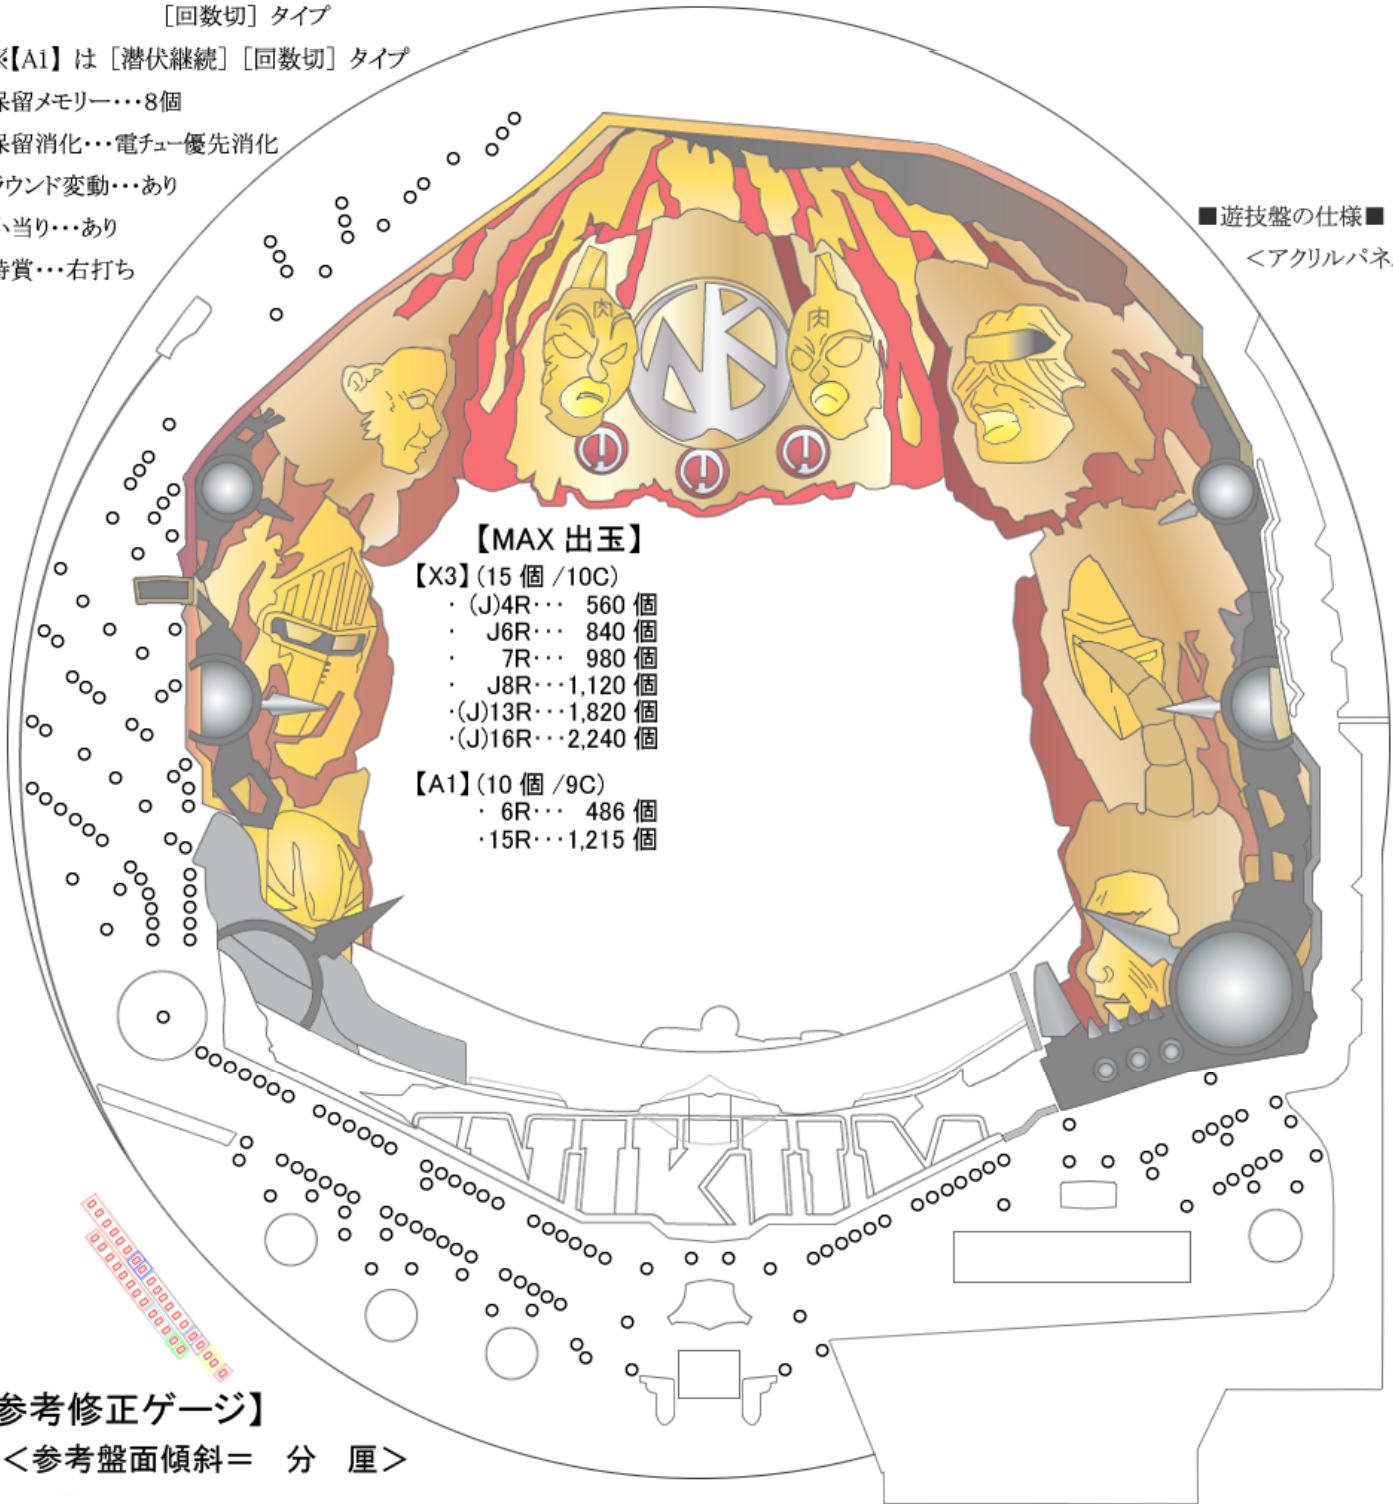 ［回数切］タイプ
※【A1】は［潜伏継続］［回数切］タイプ
保留メモリー･･･8個
保留消化･･･電チュー優先消化
ラウンド変動･･･あり
小当り･･･あり
特賞･･･右打ち
■遊技盤の仕様■
＜アクリルパネル
肉
肉
【MAX 出玉】
【X3】(15 個 /10C)
･ (J)4R･･･ 560 個
･ J6R･･･ 840 個
･ 7R･･･ 980 個
･ J8R･･･1,120 個
･(J)13R･･･1,820 個
･(J)16R･･･2,240 個
【A1】(10 個 /9C)
･ 6R･･･ 486 個
･15R･･･1,215 個
参考修正ゲージ】
＜参考盤面傾斜＝ 分 厘＞